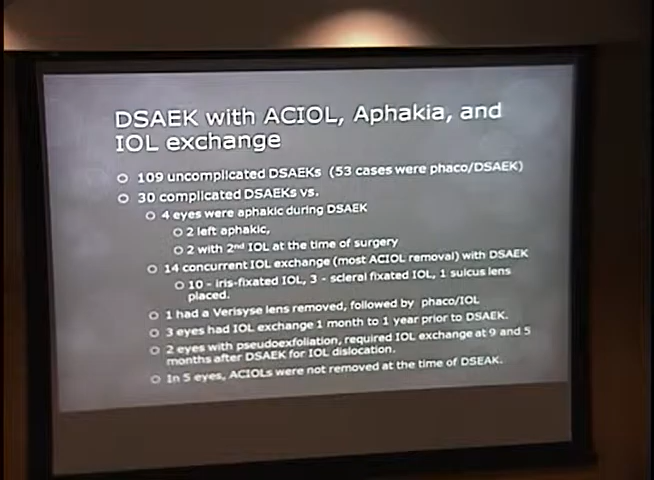 DSAEK with ACIOL, Aphakia, and
IOL exchange
109 uncomplicated DSAEKs (53 cases were phaco/DSAEK)
30 complicated DSAEKs vs.
4 eyes were aphakic during DSAEK
2 left aphakic,
2 with 2nd IOL at the time of surgery
14 concurrent IOL exchange (most ACIOL removal) with DSAEK
10 - iris-fixated IOL, 3 - scleral fixated IOL, 1 sulcus lens
placed.
1 had a Verisyse lens removed, followed by phaco/IOL
3 eyes had IOL exchange 1 month to 1 year prior to DSAEK.
2 eyes with pseudoexfoliation, required IOL exchange at 9 and 5
months after DSAEK for IOL dislocation.
In 5 eyes, ACIOLs were not removed at the time of DSEAK.